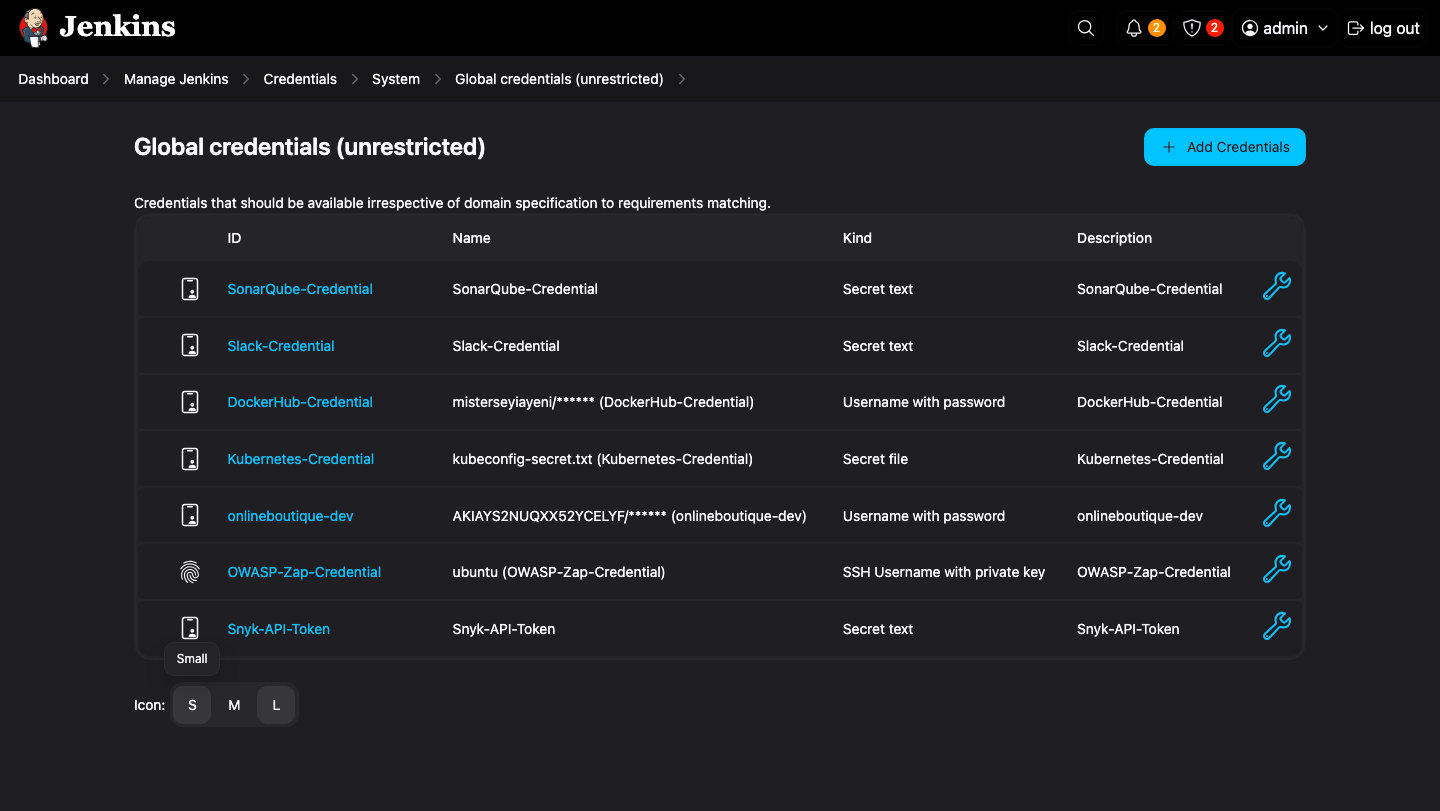 Jenkins
2
2
admin
log out
Dashboard Manage Jenkins Credentials System Global credentials (unrestricted)
Global credentials (unrestricted)
+ Add Credentials
Credentials that should be available irrespective of domain specification to requirements matching.
ID Name Kind Description
SonarQube-Credential SonarQube-Credential Secret text SonarQube-Credential
Slack-Credential Slack-Credential Secret text Slack-Credential
DockerHub-Credential misterseyiayeni/****** (DockerHub-Credential) Username with password DockerHub-Credential
Kubernetes-Credential kubeconfig-secret.txt (Kubernetes-Credential) Secret file Kubernetes-Credential
onlineboutique-dev AKIAYS2NUQXX52YCELYF/****** (onlineboutique-dev) Username with password onlineboutique-dev
OWASP-Zap-Credential ubuntu (OWASP-Zap-Credential) SSH Username with private key OWASP-Zap-Credential
Snyk-API-Token Snyk-API-Token Secret text Snyk-API-Token
Small
Icon: S M L